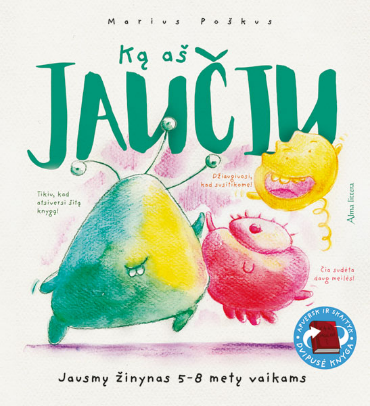 Marius Poškus
Ką aš
JAUČIU
Džiaugiuosi,
kad susitikome!
Tikiu, kad
atsiversi šitą
knygą!
Alma littera
Čia sudėta
daug meilės!
APVERSK IR SKAITYK
DVIPUSĖ KNYGA
Jausmų žinynas 5-8 metų vaikams